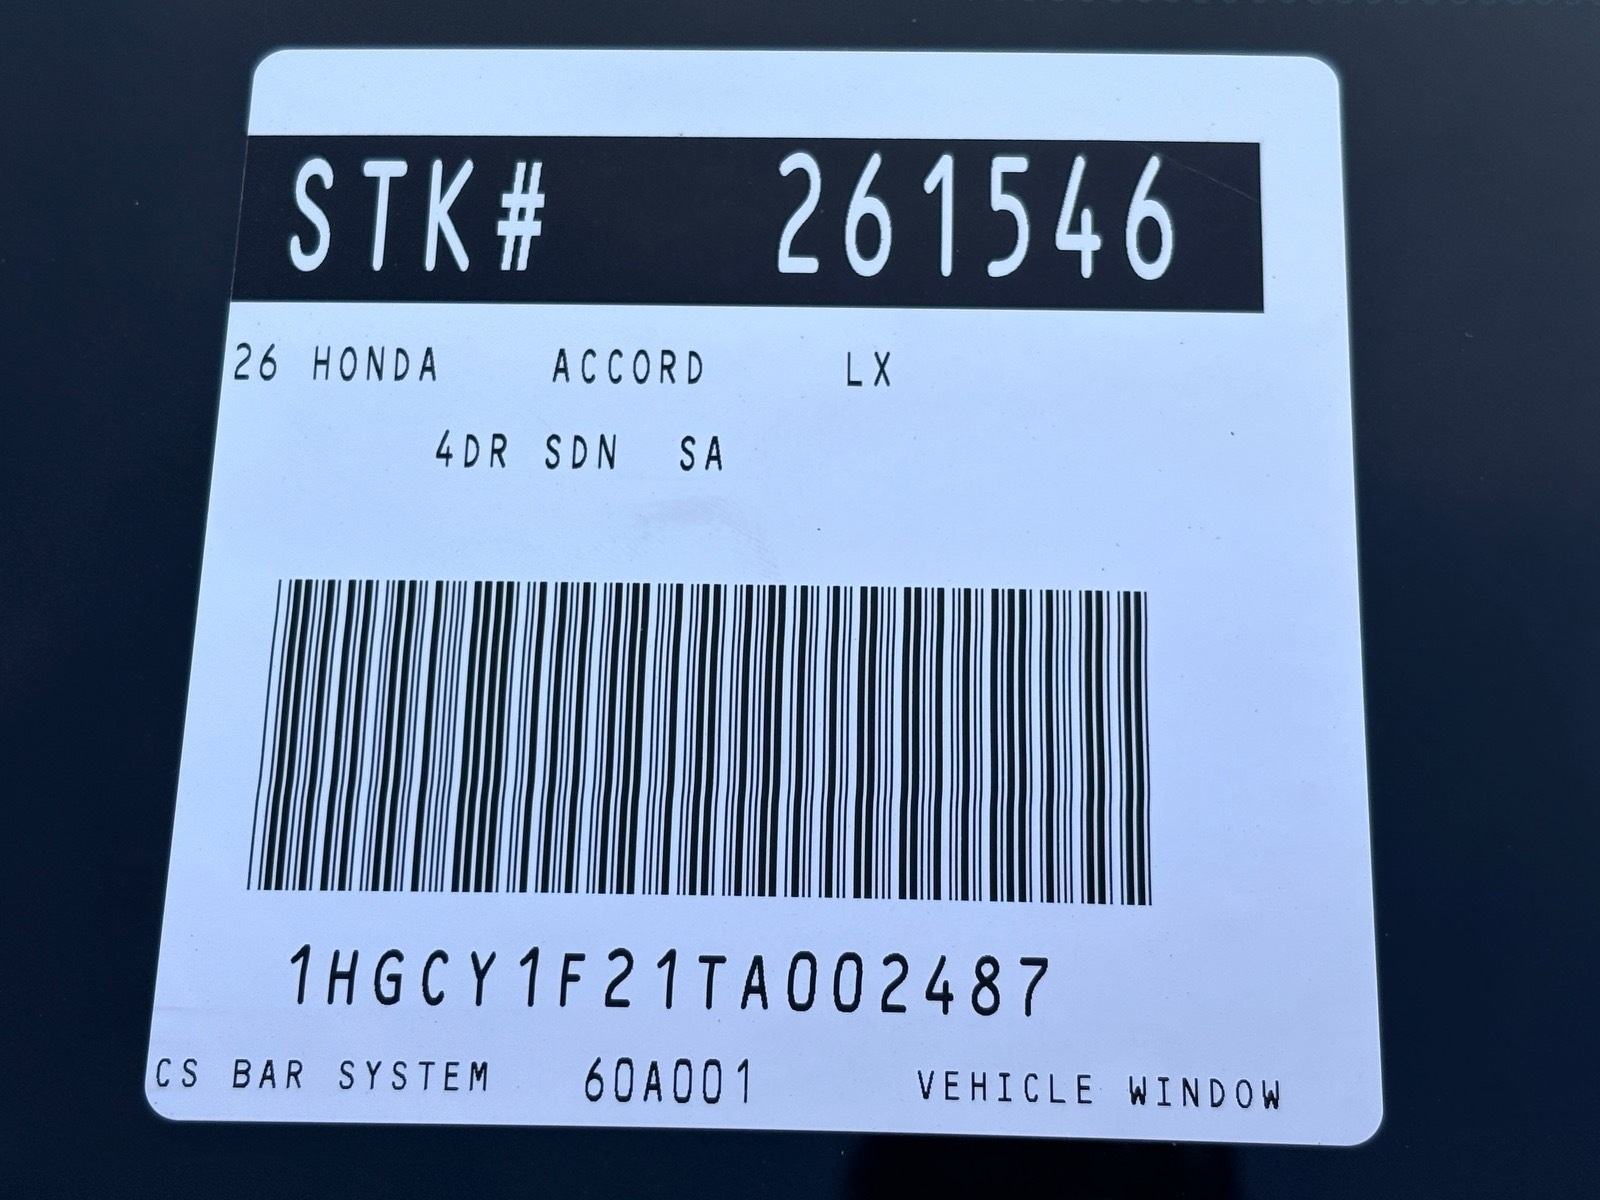 STK# 261546
26 HONDA ACCORD LX
4DR SDN SA
1HGCY1F21TA002487
CS BAR SYSTEM 60A001 VEHICLE WINDOW